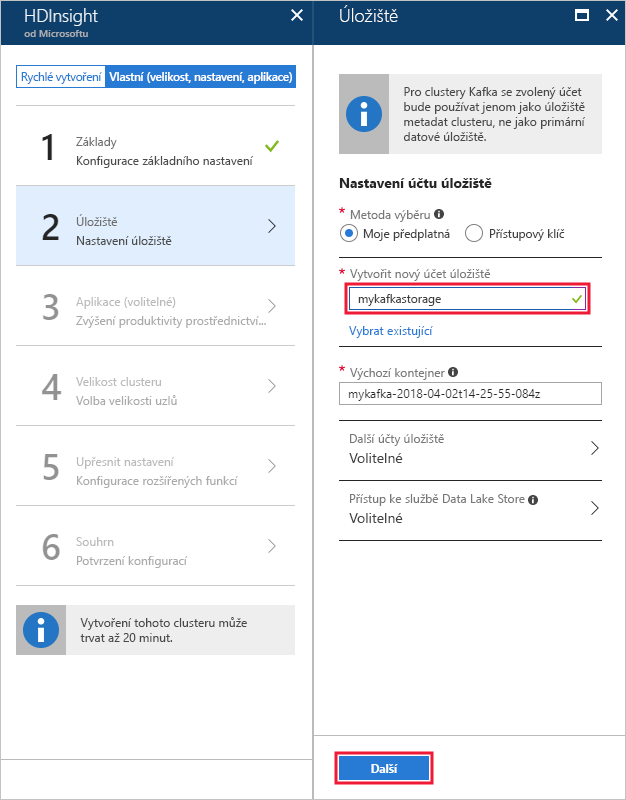 HDInsight
od Microsoftu
Rychlé vytvoření
Vlastní (velikost, nastavení, aplikace)
1
Základy
Konfigurace základního nastavení
2
Úložiště
Nastavení úložiště
3
Aplikace (volitelné)
Zvýšení produktivity prostřednictví...
4
Velikost clusteru
Volba velikosti uzlů
5
Upřesnit nastavení
Konfigurace rozšířených funkcí
6
Souhrn
Potvrzení konfigurací
Vytvoření tohoto clusteru může
trvat až 20 minut.
Úložiště
Pro clustery Kafka se zvolený účet
bude používat jenom jako úložiště
metadat clusteru, ne jako primární
datové úložiště.
Nastavení účtu úložiště
* Metoda výběru
Moje předplatná
Přístupový klíč
* Vytvořit nový účet úložiště
mykafkastorage
Vybrat existující
* Výchozí kontejner
mykafka-2018-04-02t14-25-55-084z
Další účty úložiště
Volitelné
Přístup ke službě Data Lake Store
Volitelné
Další